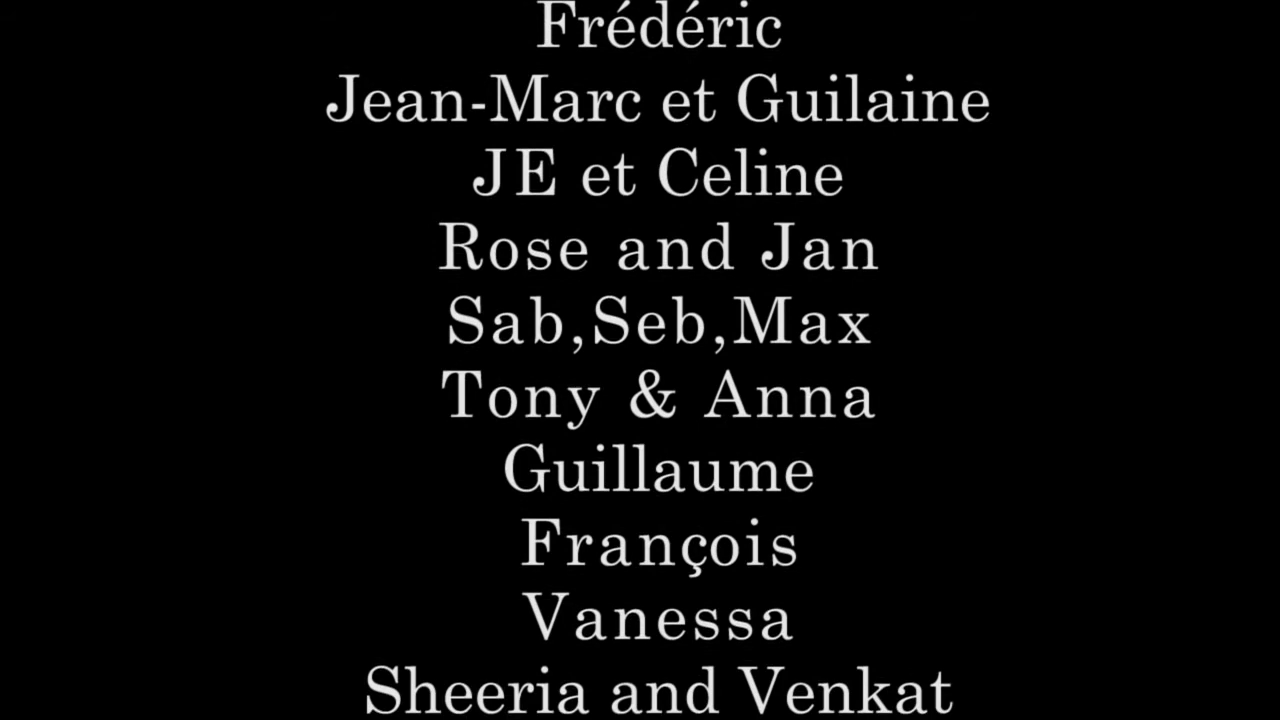 Frédéric
Jean-Marc et Guilaine
JE et Celine
Rose and Jan
Sab,Seb,Max
Tony & Anna
Guillaume
François
Vanessa
Sheeria and Venkat